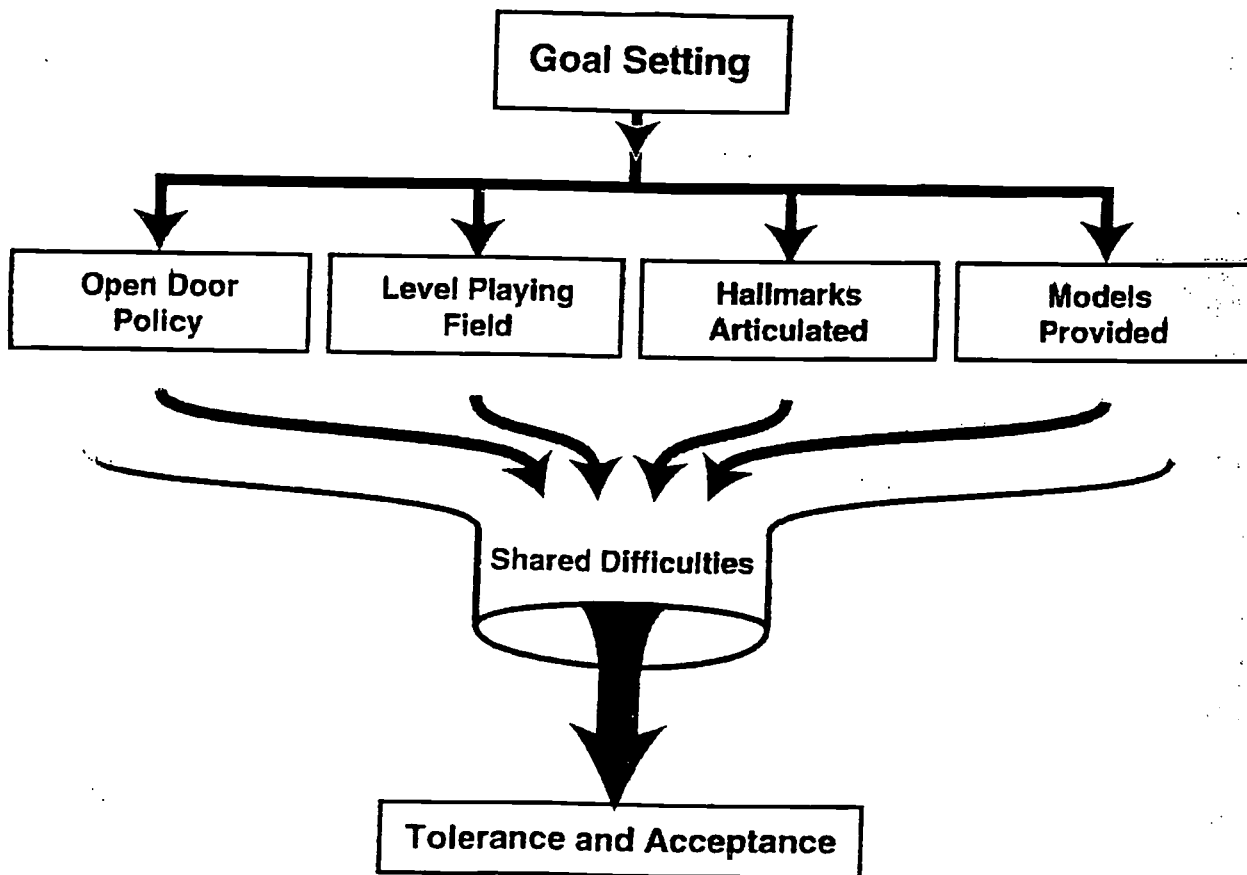 Goal Setting
Open Door
Policy
Level Playing
Field
Hallmarks
Articulated
Models
Provided
Shared Difficulties
Tolerance and Acceptance